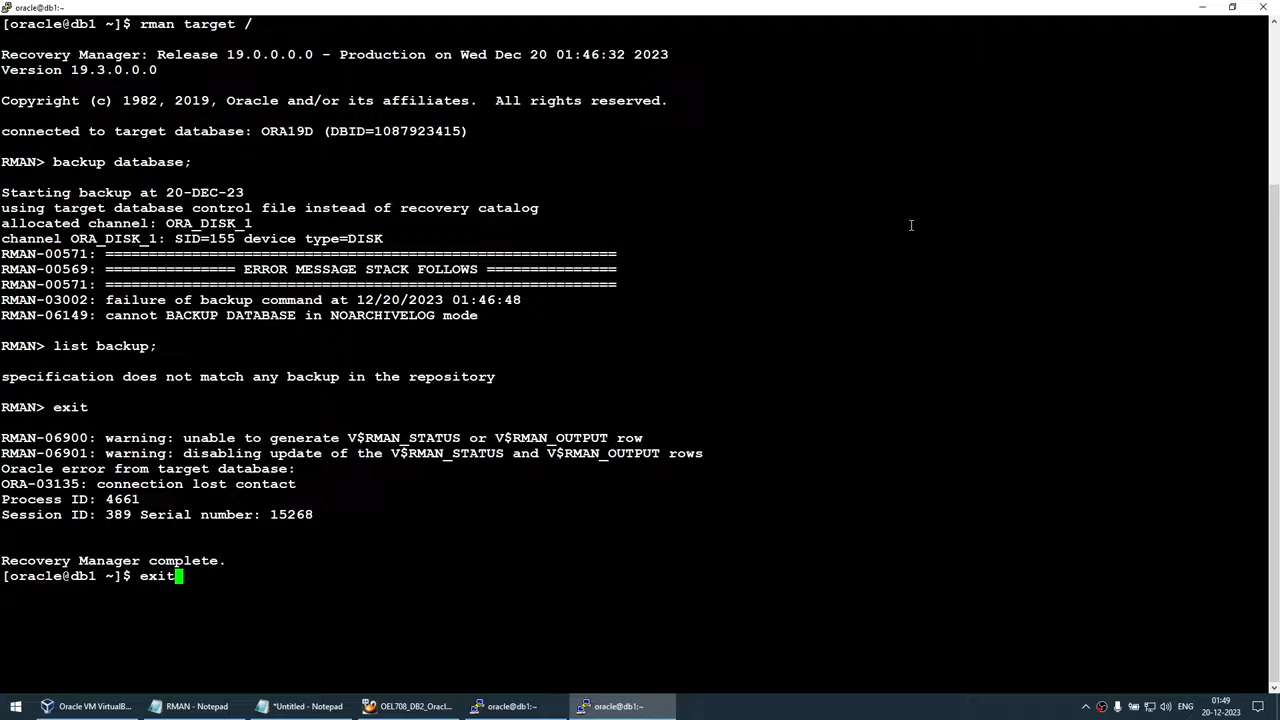 oracle@db1:~
[oracle@db1 ~]$ rman target /
Recovery Manager: Release 19.0.0.0.0 - Production on Wed Dec 20 01:46:32 2023
Version 19.3.0.0.0
Copyright (c) 1982, 2019, Oracle and/or its affiliates.  All rights reserved.
connected to target database: ORA19D (DBID=1087923415)
RMAN> backup database;
Starting backup at 20-DEC-23
using target database control file instead of recovery catalog
allocated channel: ORA_DISK_1
channel ORA_DISK_1: SID=155 device type=DISK
RMAN-00571: ===========================================================
RMAN-00569: =============== ERROR MESSAGE STACK FOLLOWS ===============
RMAN-00571: ===========================================================
RMAN-03002: failure of backup command at 12/20/2023 01:46:48
RMAN-06149: cannot BACKUP DATABASE in NOARCHIVELOG mode
RMAN> list backup;
specification does not match any backup in the repository
RMAN> exit
RMAN-06900: warning: unable to generate V$RMAN_STATUS or V$RMAN_OUTPUT row
RMAN-06901: warning: disabling update of the V$RMAN_STATUS and V$RMAN_OUTPUT rows
Oracle error from target database:
ORA-03135: connection lost contact
Process ID: 4661
Session ID: 389 Serial number: 15268
Recovery Manager complete.
[oracle@db1 ~]$ exit
Oracle VM VirtualB... RMAN - Notepad *Untitled - Notepad OEL708_DB2_Orac... oracle@db1:~ oracle@db1:~ ENG 01:49
20-12-2023